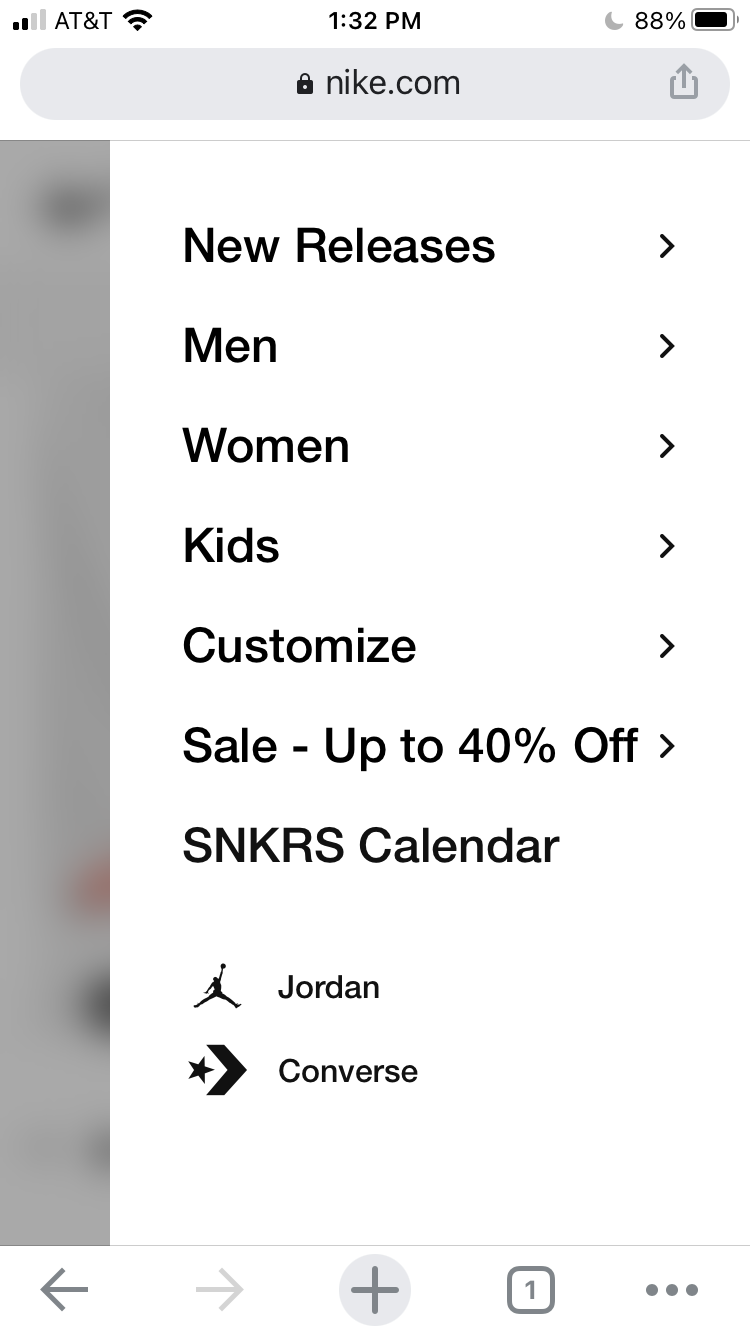 AT&T 1:32 PM 88%
nike.com
New Releases
Men
Women
Kids
Customize
Sale - Up to 40% Off
SNKRS Calendar
Jordan
Converse
1